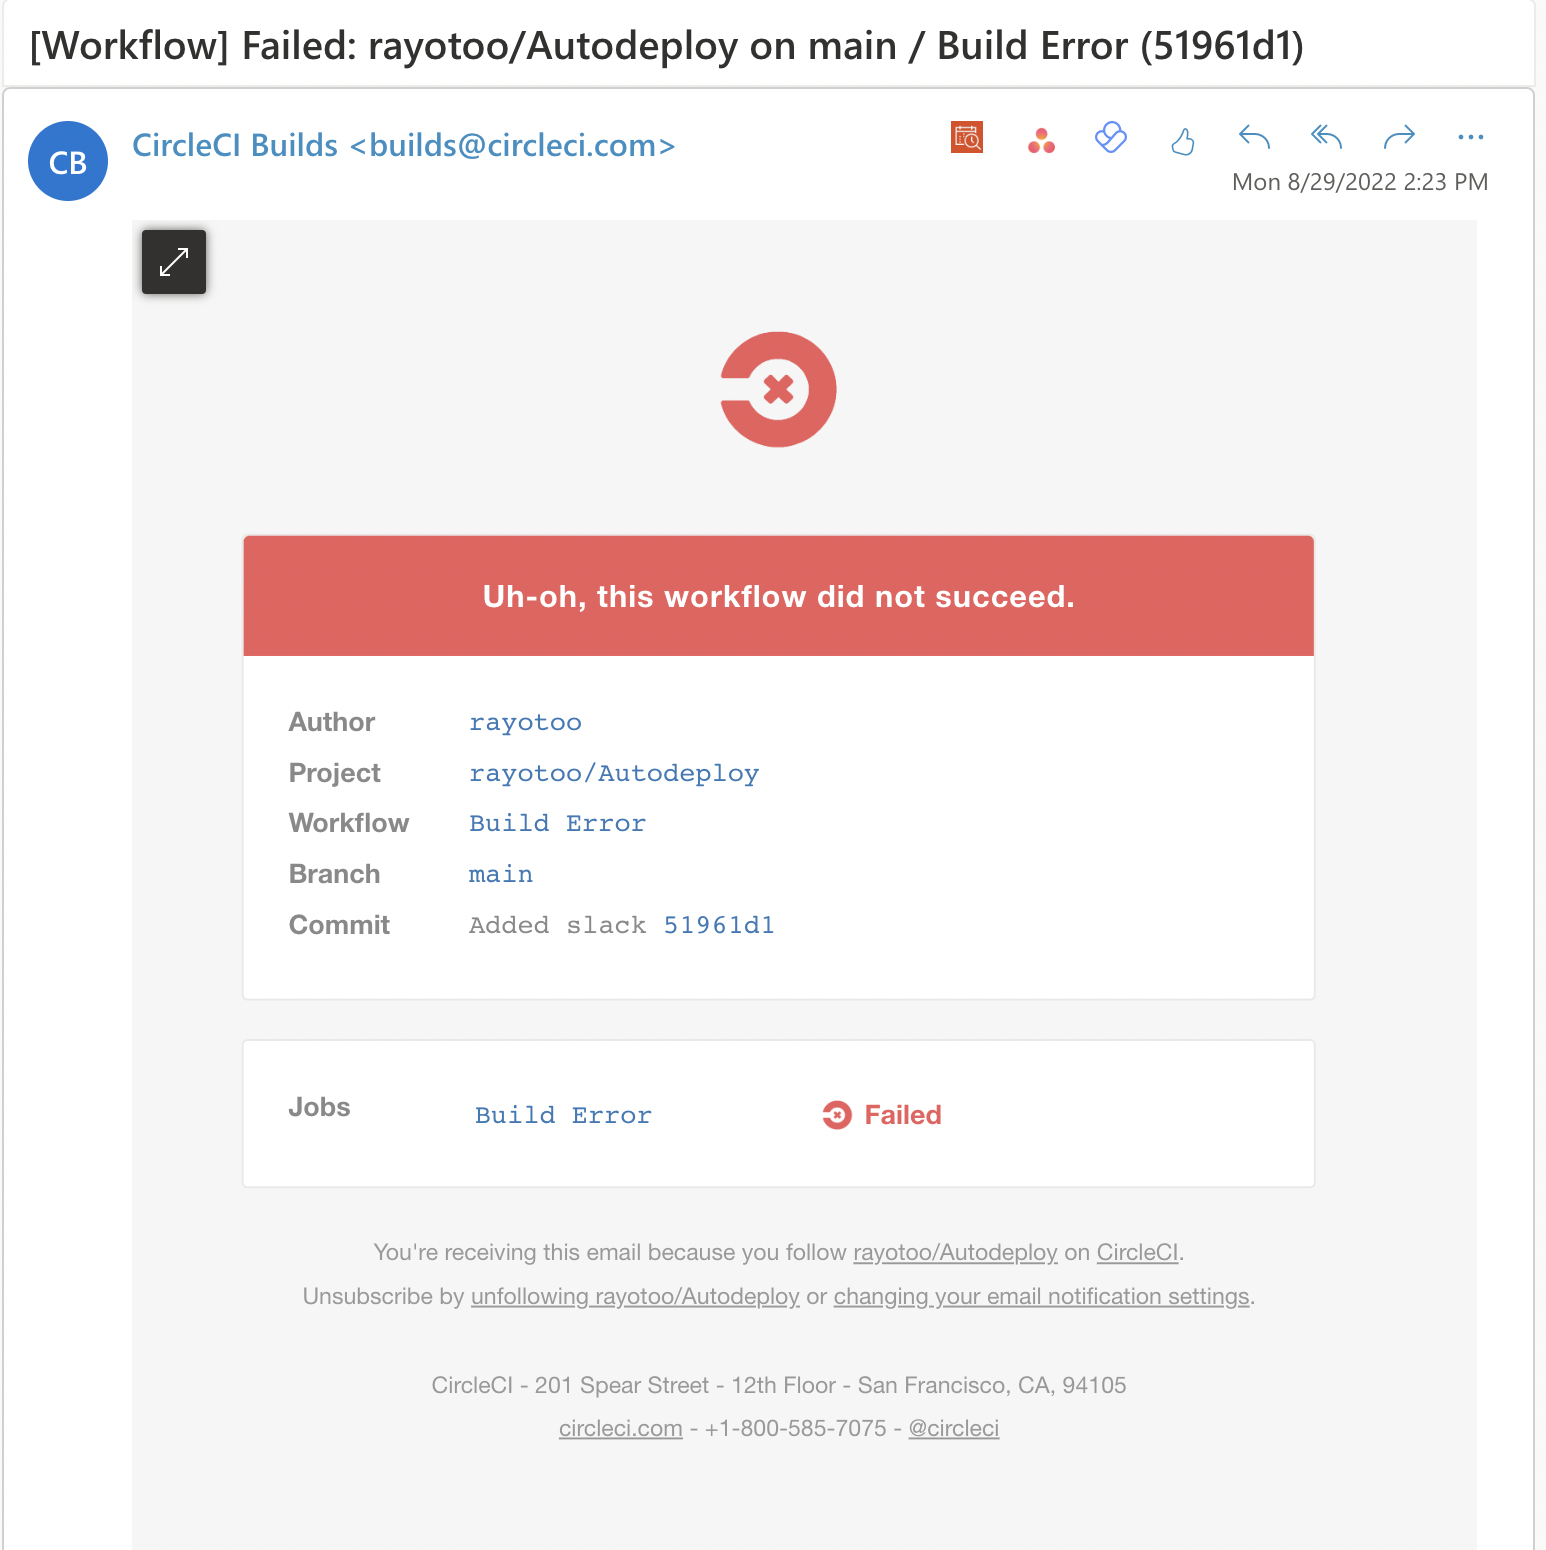 [Workflow] Failed: rayotoo/Autodeploy on main / Build Error (51961d1)
CB
CircleCI Builds <builds@circleci.com>
Mon 8/29/2022 2:23 PM
Uh-oh, this workflow did not succeed.
Author rayotoo
Project rayotoo/Autodeploy
Workflow Build Error
Branch main
Commit Added slack 51961d1
Jobs Build Error Failed
You're receiving this email because you follow rayotoo/Autodeploy on CircleCI.
Unsubscribe by unfollowing rayotoo/Autodeploy or changing your email notification settings.
CircleCI - 201 Spear Street - 12th Floor - San Francisco, CA, 94105
circleci.com - +1-800-585-7075 - @circleci